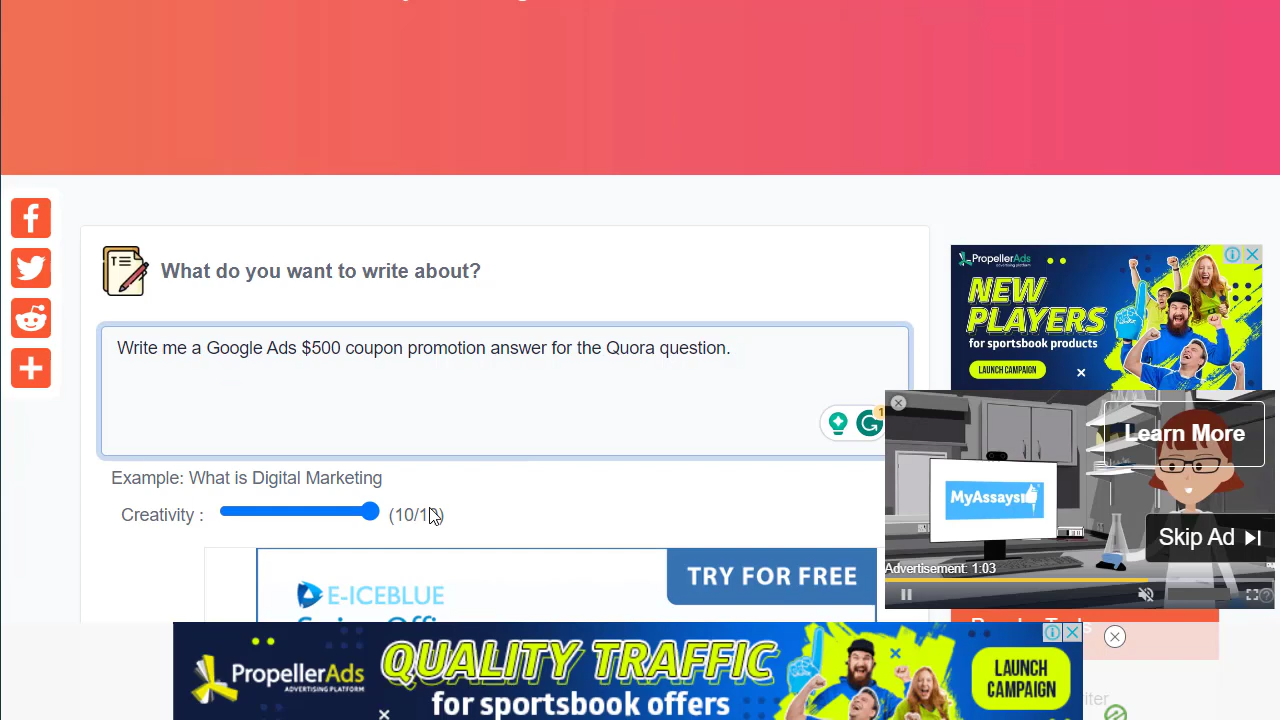 What do you want to write about?
Write me a Google Ads $500 coupon promotion answer for the Quora question.
1
Example: What is Digital Marketing
Creativity :
PropellerAds
ADVERTISING PLATFORM
NEW
PLAYERS
for sportsbook products
LAUNCH CAMPAIGN
Learn More
MyAssays
Skip Ad
Advertisement: 1:03
E-ICEBLUE
TRY FOR FREE
PropellerAds
ADVERTISING PLATFORM
QUALITY TRAFFIC
for sportsbook offers
LAUNCH
CAMPAIGN